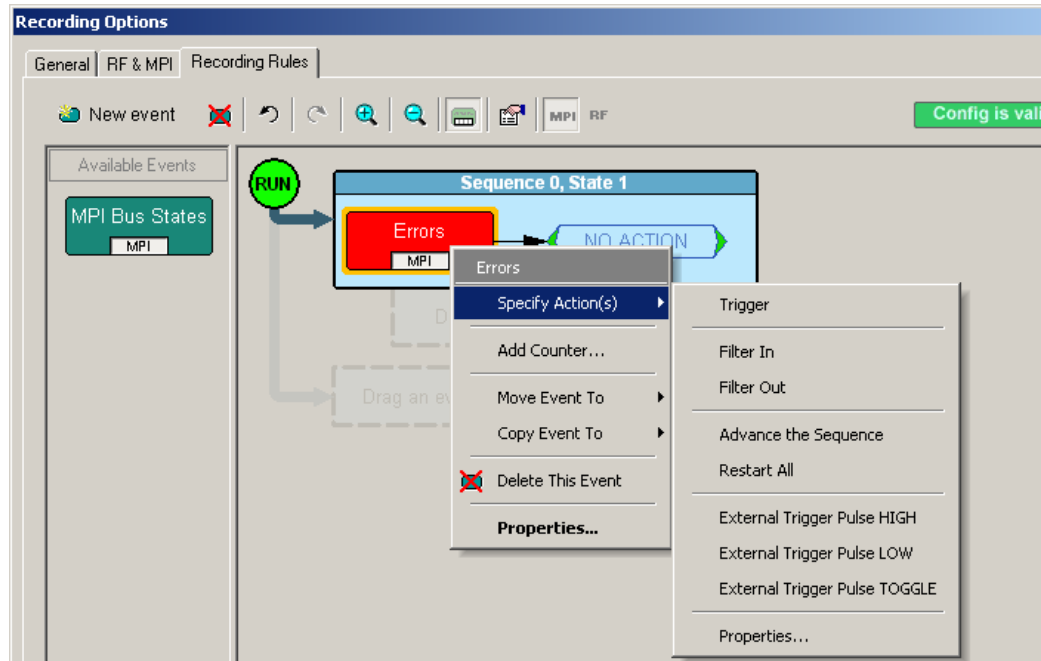 Recording Options
General RF & MPI Recording Rules
New event MPI RF Config is vali
Available Events
MPI Bus States
MPI
RUN
Sequence 0, State 1
Errors
MPI
NO ACTION
D
Drag an ev
Errors
Specify Action(s)
Add Counter...
Move Event To
Copy Event To
Delete This Event
Properties...
Trigger
Filter In
Filter Out
Advance the Sequence
Restart All
External Trigger Pulse HIGH
External Trigger Pulse LOW
External Trigger Pulse TOGGLE
Properties...